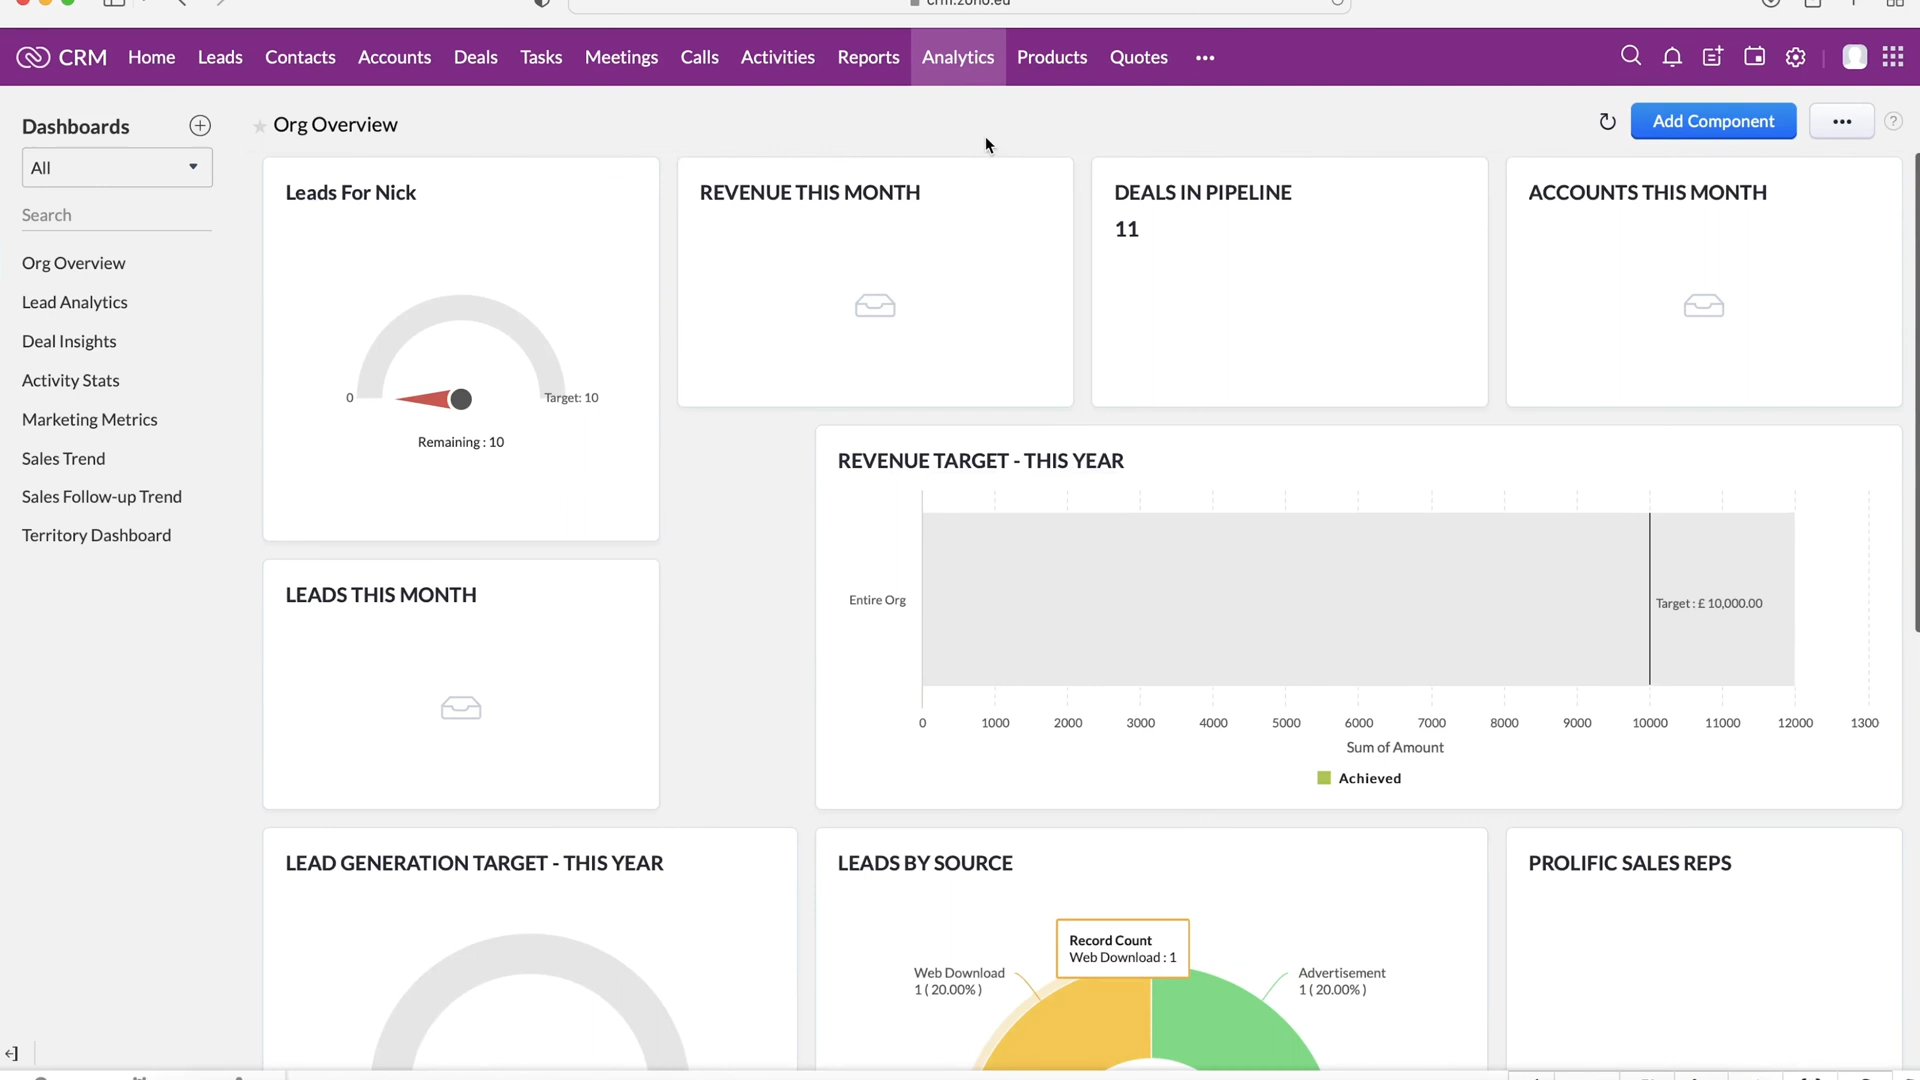 crm.zoho.eu
CRM Home Leads Contacts Accounts Deals Tasks Meetings Calls Activities Reports Analytics Products Quotes •••
Dashboards
Org Overview
Add Component
•••
?
All
Search
Org Overview
Lead Analytics
Deal Insights
Activity Stats
Marketing Metrics
Sales Trend
Sales Follow-up Trend
Territory Dashboard
Leads For Nick
0
Target: 10
Remaining : 10
REVENUE THIS MONTH
DEALS IN PIPELINE
11
ACCOUNTS THIS MONTH
REVENUE TARGET - THIS YEAR
Entire Org
Target : £ 10,000.00
0 1000 2000 3000 4000 5000 6000 7000 8000 9000 10000 11000 12000 1300
Sum of Amount
Achieved
LEADS THIS MONTH
LEAD GENERATION TARGET - THIS YEAR
LEADS BY SOURCE
Record Count
Web Download : 1
Web Download
1 ( 20.00% )
Advertisement
1 ( 20.00% )
PROLIFIC SALES REPS